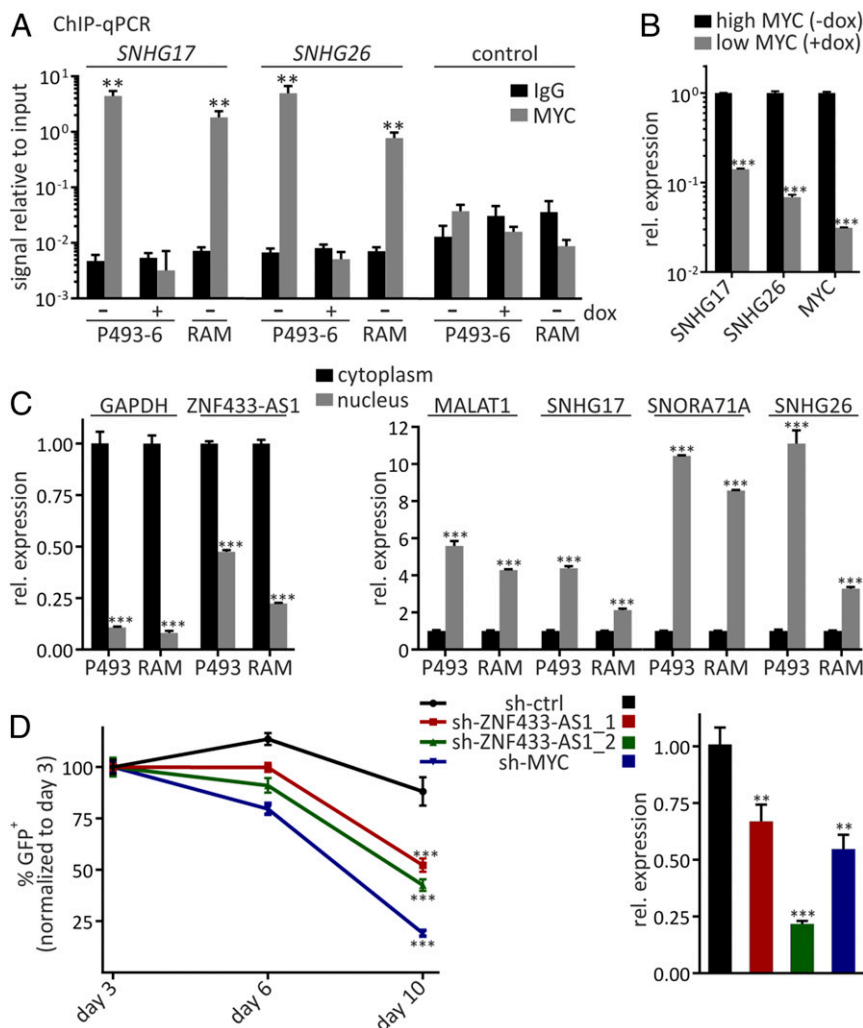 A
ChIP-qPCR
SNHG17 SNHG26 control
IgG
MYC
signal relative to input
10^1
10^0
10^-1
10^-2
10^-3
** ** ** **
- + - - + - - + - dox
P493-6 RAM P493-6 RAM P493-6 RAM
B
high MYC (-dox)
low MYC (+dox)
rel. expression
10^0
10^-1
10^-2
*** *** ***
SNHG17 SNHG26 MYC
C
cytoplasm
nucleus
GAPDH ZNF433-AS1
rel. expression
1.00
0.75
0.50
0.25
0.00
*** *** *** ***
P493 RAM P493 RAM
MALAT1 SNHG17 SNORA71A SNHG26
rel. expression
12
10
8
6
4
2
0
*** *** *** *** *** *** *** ***
P493 RAM P493 RAM P493 RAM P493 RAM
D
sh-ctrl
sh-ZNF433-AS1_1
sh-ZNF433-AS1_2
sh-MYC
% GFP+
(normalized to day 3)
100
75
50
25
***
***
***
day 3 day 6 day 10
rel. expression
1.00
0.75
0.50
0.25
0.00
** *** **